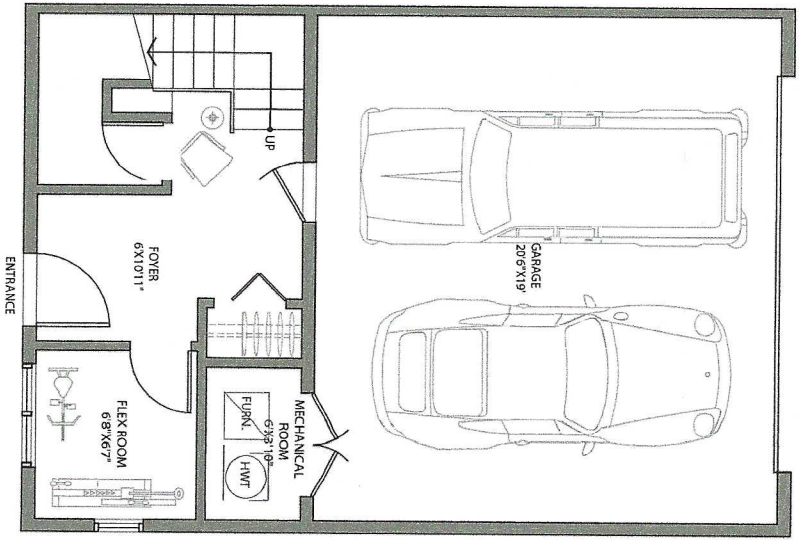 UP
GARAGE
20'6"X19'
FOYER
6'X10'11"
ENTRANCE
MECHANICAL
ROOM
6'X3'10"
FURN.
HWT
FLEX ROOM
6'8"X6'7"